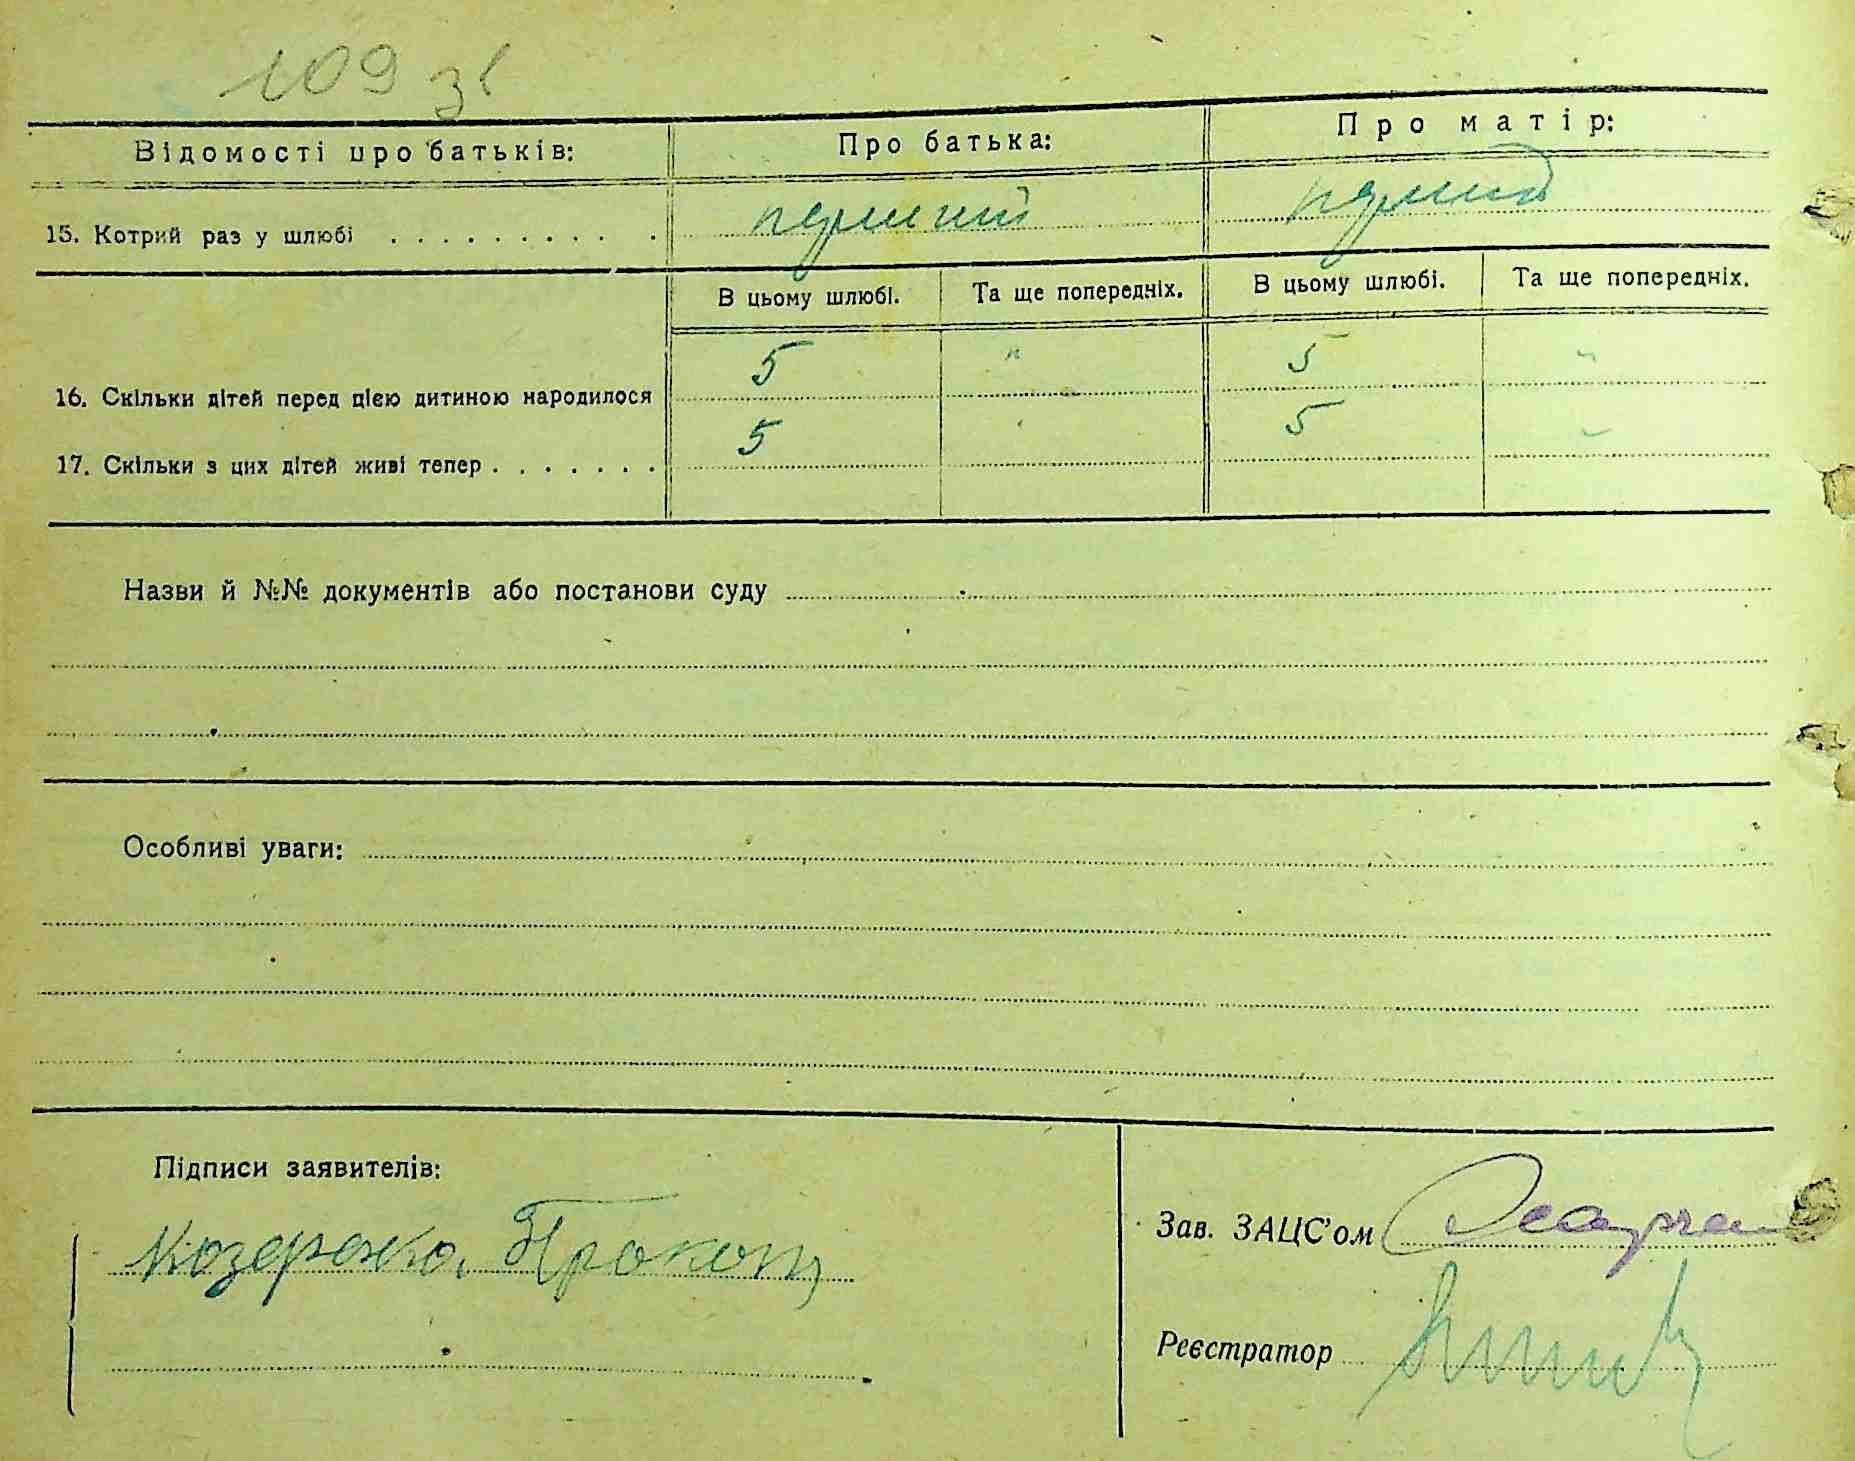 109 зв
Відомості про батьків: Про батька: Про матір:
15. Котрий раз у шлюбі . . . . . . . . . . перший перший
В цьому шлюбі. Та ще попередніх. В цьому шлюбі. Та ще попередніх.
16. Скільки дітей перед цією дитиною народилося 5 " 5 "
17. Скільки з цих дітей живі тепер . . . . . . . 5 5
Назви й №№ документів або постанови суду
Особливі уваги:
Підписи заявителів:
Зав. ЗАЦС'ом
Прокоп
Реєстратор